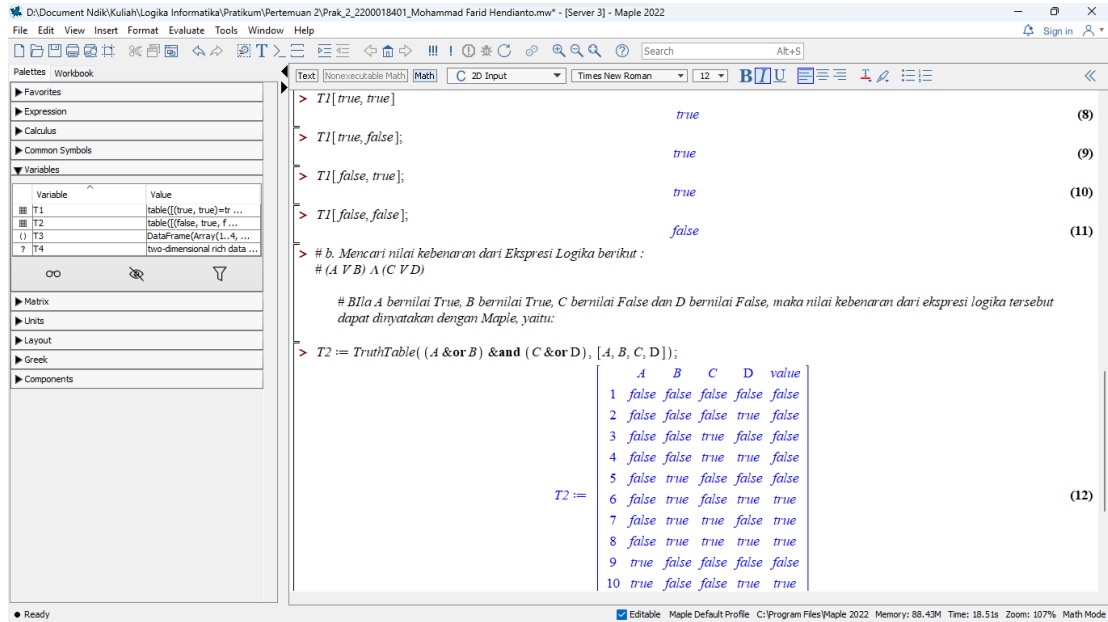 D:\Document Ndik\Kuliah\Logika Informatika\Pratikum\Pertemuan 2\Prak_2_2200018401_Mohammad Farid Hendianto.mw* - [Server 3] - Maple 2022
File Edit View Insert Format Evaluate Tools Window Help
Sign in
Search Alt+S
Palettes Workbook
Text Nonexecutable Math Math C 2D Input Times New Roman 12 B I U
Favorites
Expression
Calculus
Common Symbols
Variables
Variable Value
T1 table([(true, true)=tr ...
T2 table([(false, true, f ...
T3 DataFrame(Array(1..4, ...
T4 two-dimensional rich data ...
Matrix
Units
Layout
Greek
Components
> T1[true, true]
true (8)
> T1[true, false];
true (9)
> T1[false, true];
true (10)
> T1[false, false];
false (11)
> # b. Mencari nilai kebenaran dari Ekspresi Logika berikut :
# (A V B) Λ (C V D)
# BIla A bernilai True, B bernilai True, C bernilai False dan D bernilai False, maka nilai kebenaran dari ekspresi logika tersebut
dapat dinyatakan dengan Maple, yaitu:
> T2 := TruthTable( (A &or B) &and (C &or D), [A, B, C, D]);
A B C D value
1 false false false false false
2 false false false true false
3 false false true false false
4 false false true true false
5 false true false false false
T2 := 6 false true false true true (12)
7 false true true false true
8 false true true true true
9 true false false false false
10 true false false true true
Ready
Editable Maple Default Profile C:\Program Files\Maple 2022 Memory: 88.43M Time: 18.51s Zoom: 107% Math Mode